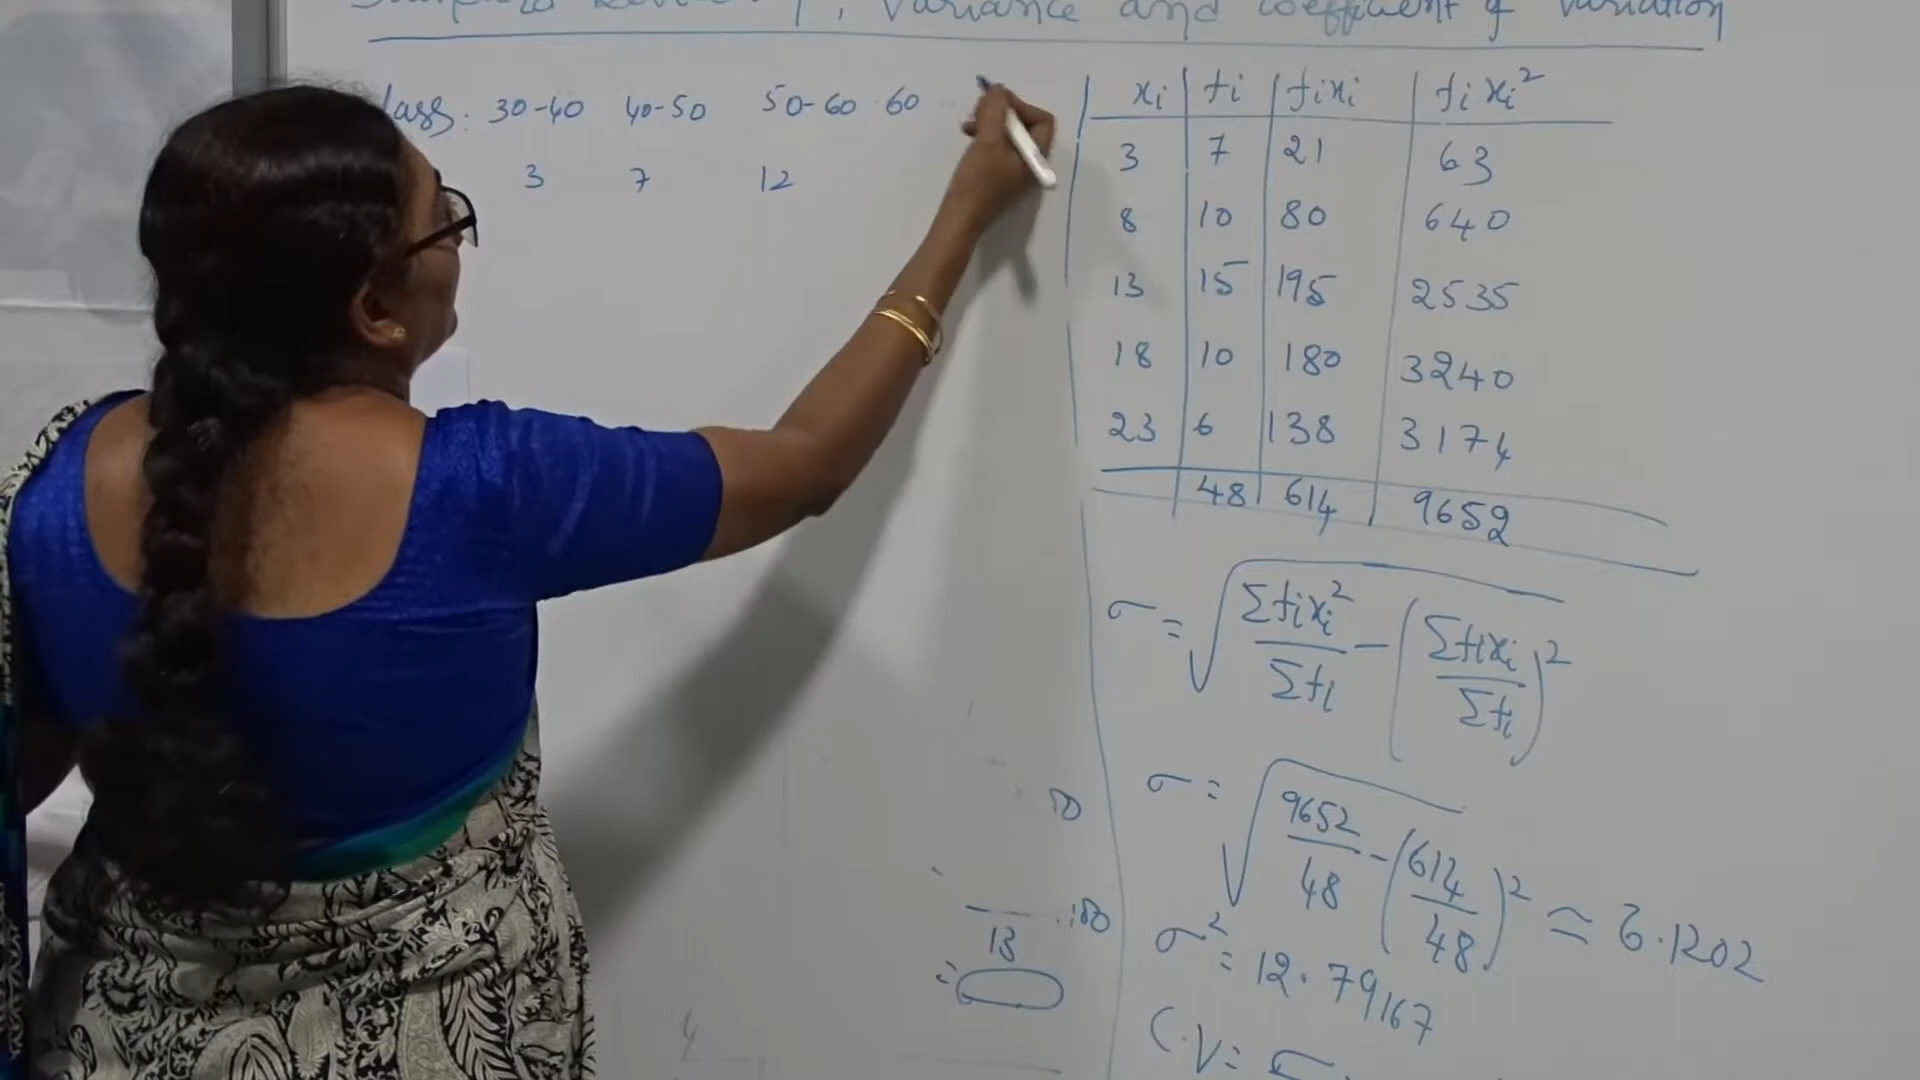 Variance and coefficient of Variation
lass: 30-40 40-50 50-60 60
3 7 12
xi fi fixi fixi²
3 7 21 63
8 10 80 640
13 15 195 2535
18 10 180 3240
23 6 138 3174
48 614 9652
σ = √(Σfixi²/Σfi − (Σfixi/Σfi)²)
σ = √(9652/48 − (614/48)²) ≃ 6.1202
σ² = 12.79167
C.V = σ
13
=